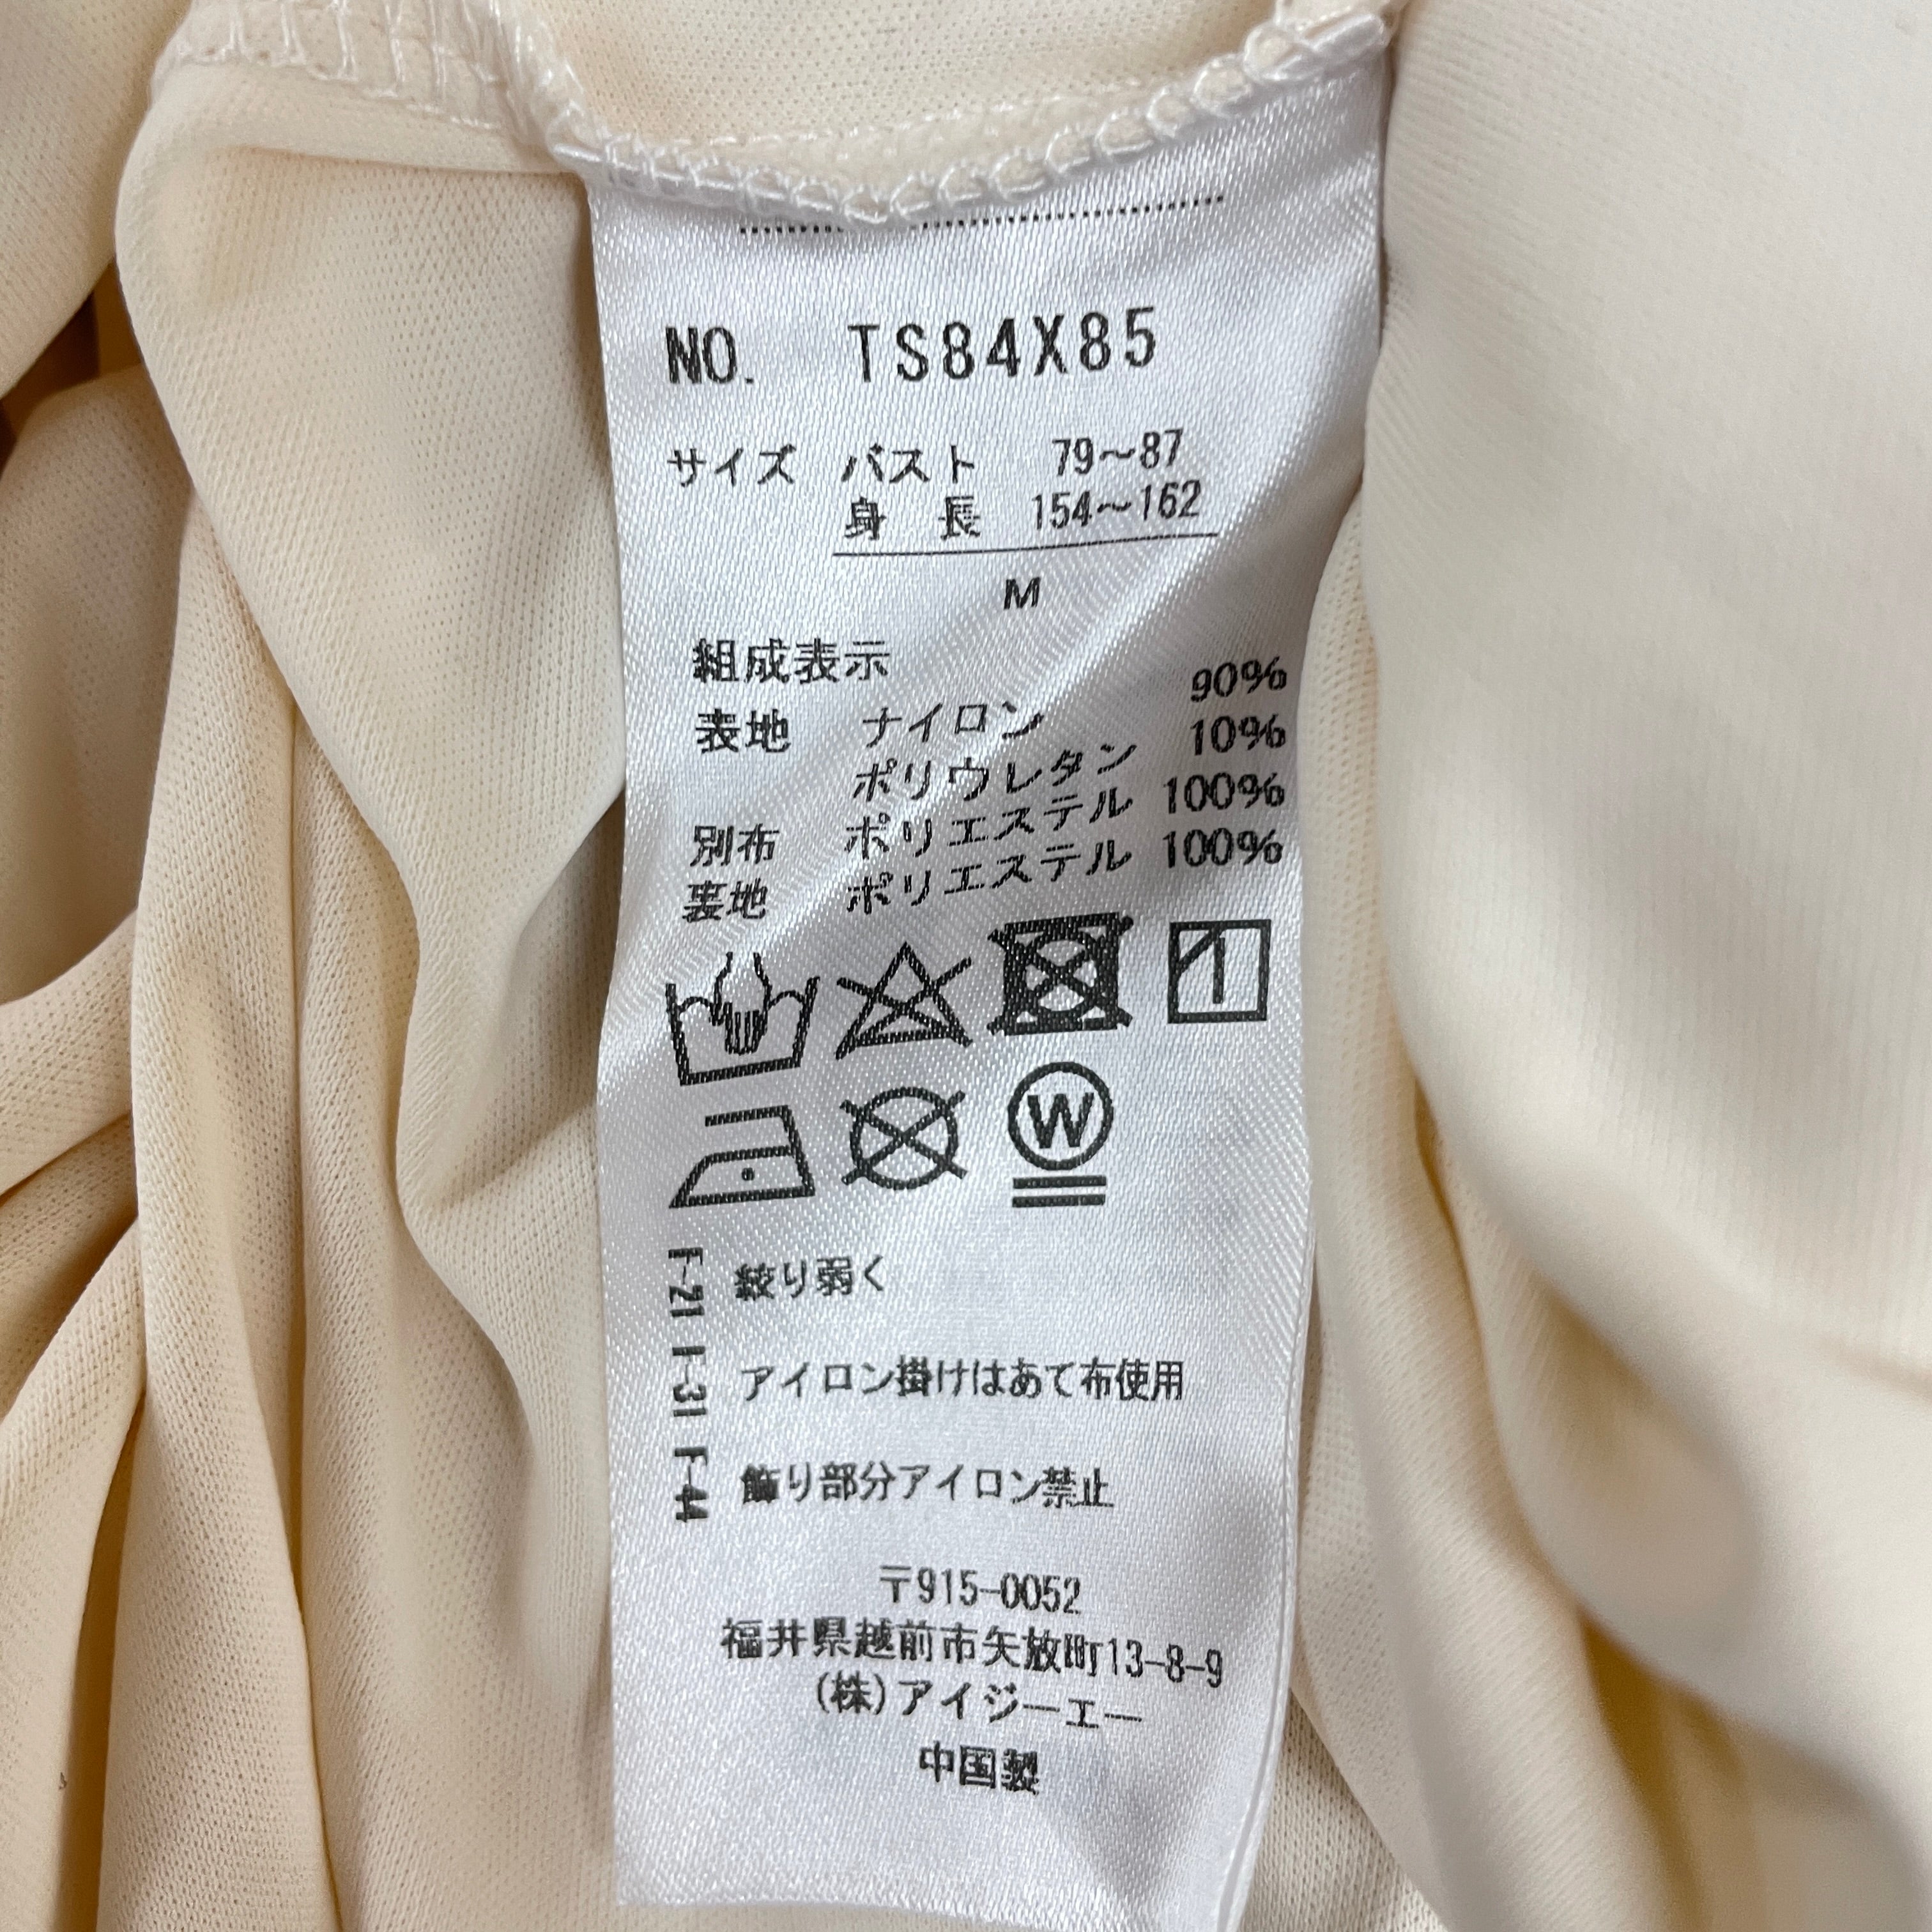 NO. TS84X85
サイズ バスト 79～87
身 長 154～162
M
組成表示
表地 ナイロン 90%
ポリウレタン 10%
別布 ポリエステル 100%
裏地 ポリエステル 100%
W
F-21 絞り弱く
F-31 アイロン掛けはあて布使用
F-44 飾り部分アイロン禁止
〒915-0052
福井県越前市矢放町13-8-9
(株)アイジーエー
中国製